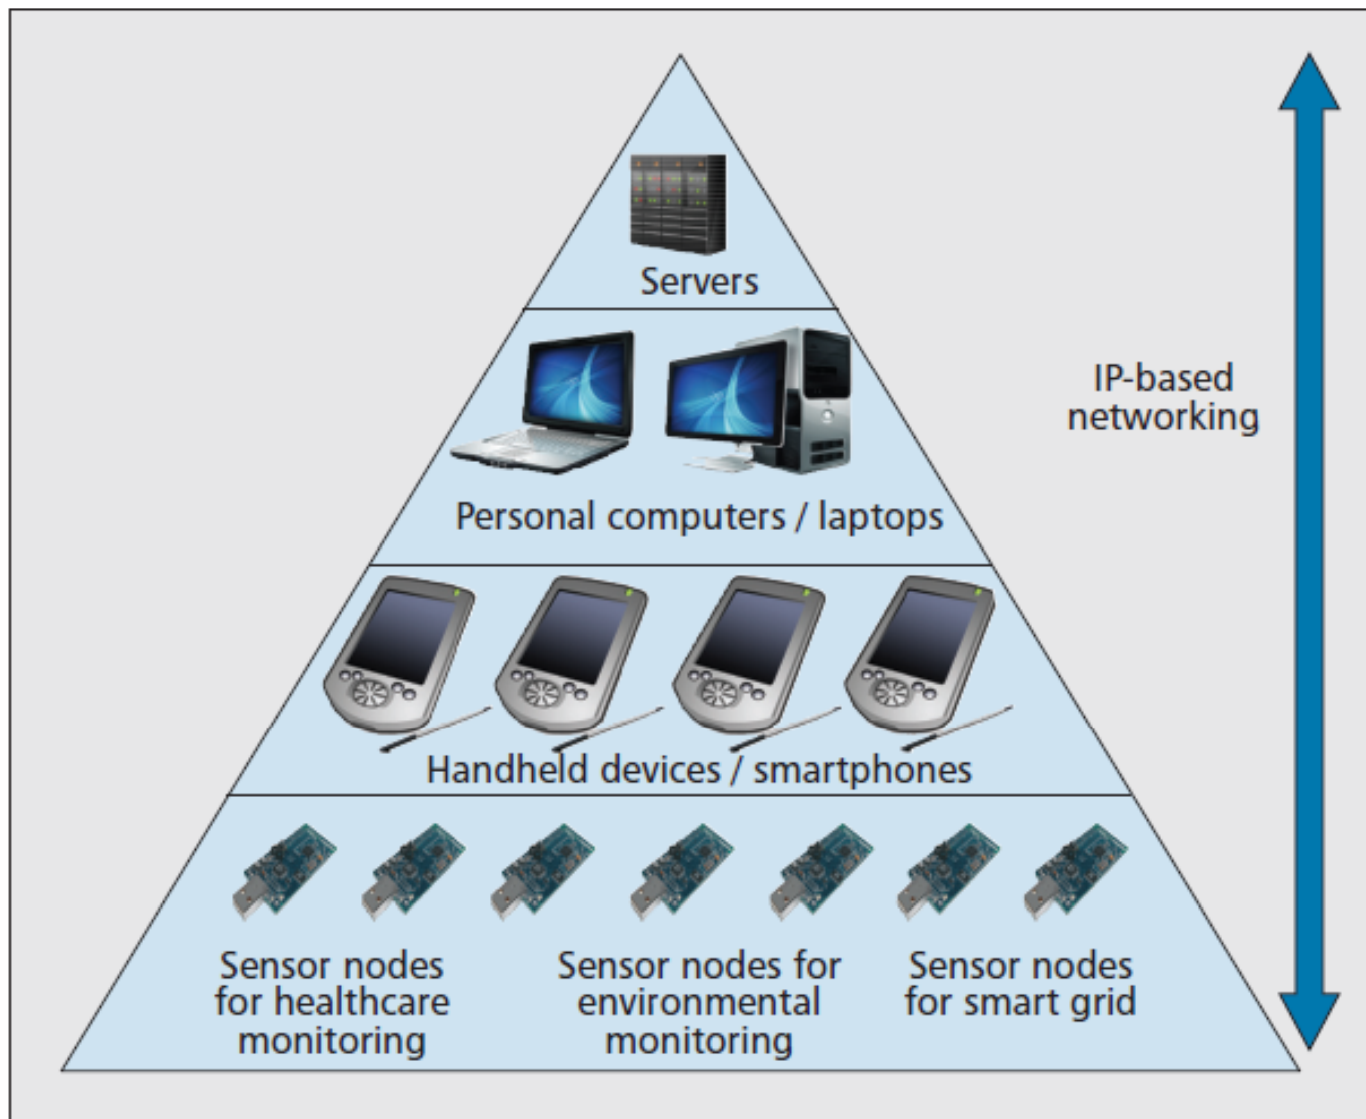 Servers
IP-based
networking
Personal computers / laptops
Handheld devices / smartphones
Sensor nodes
for healthcare
monitoring
Sensor nodes for
environmental
monitoring
Sensor nodes
for smart grid